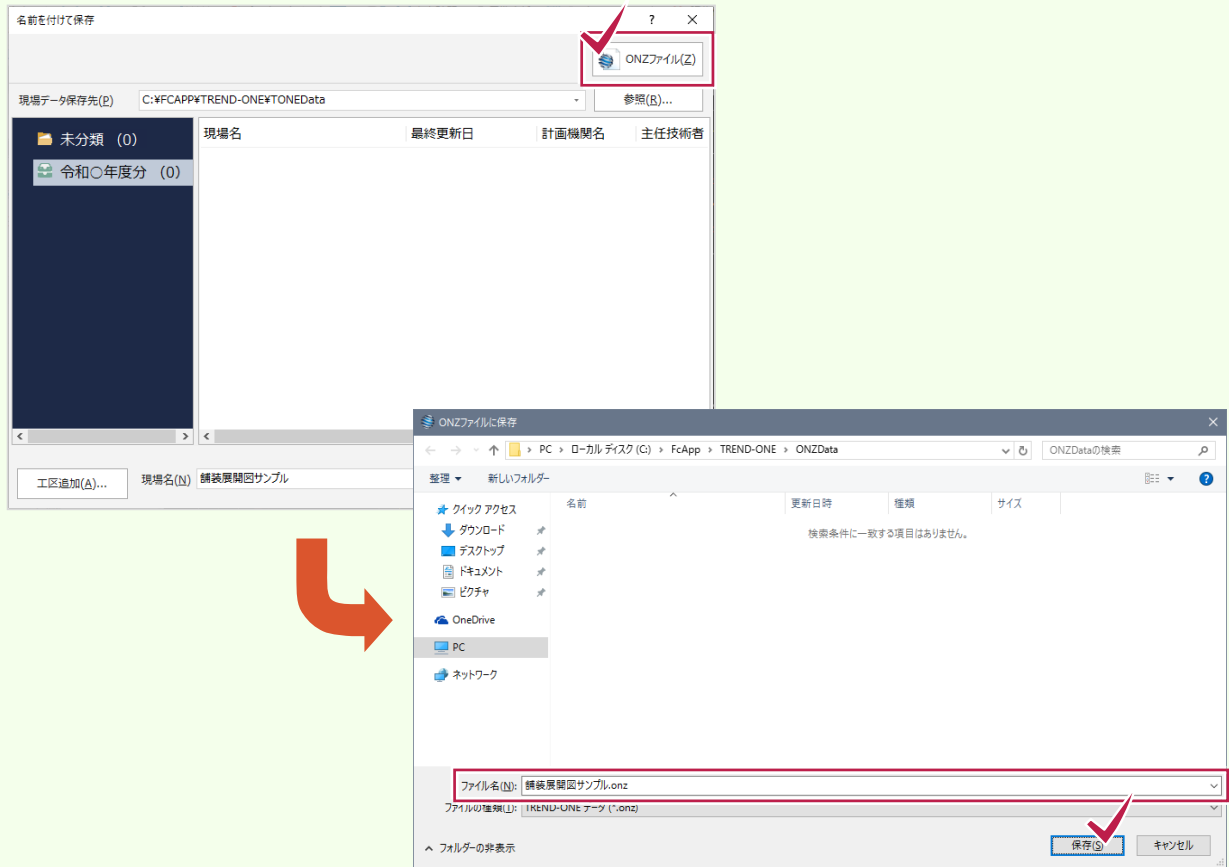 名前を付けて保存
?
ONZファイル(Z)
現場データ保存先(P)
C:¥FCAPP¥TREND-ONE¥TONEData
参照(R)...
未分類 (0)
令和○年度分 (0)
現場名 最終更新日 計画機関名 主任技術者
工区追加(A)...
現場名(N)
舗装展開図サンプル
ONZファイルに保存
PC › ローカル ディスク (C:) › FcApp › TREND-ONE › ONZData
ONZDataの検索
整理 新しいフォルダー
?
名前 更新日時 種類 サイズ
検索条件に一致する項目はありません。
クイック アクセス
ダウンロード
デスクトップ
ドキュメント
ピクチャ
OneDrive
PC
ネットワーク
ファイル名(N): 舗装展開図サンプル.onz
ファイルの種類(T): TREND-ONE データ (*.onz)
フォルダーの非表示
保存(S)
キャンセル